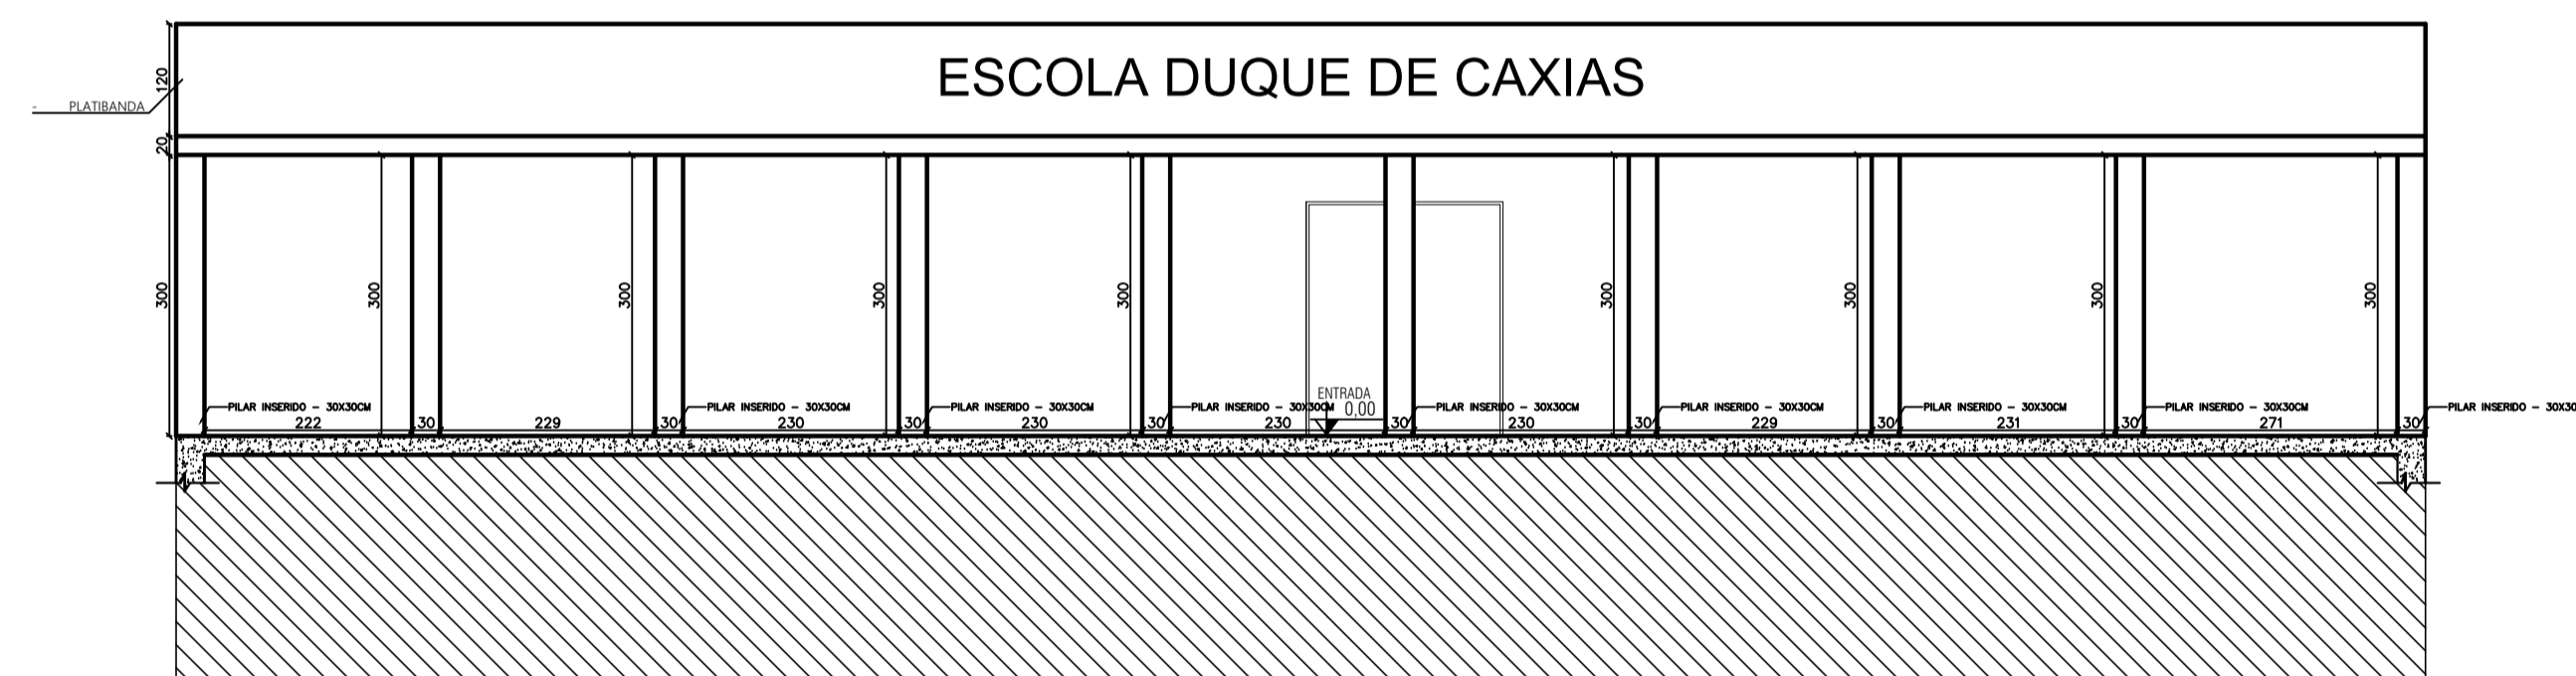 ESCOLA DUQUE DE CAXIAS
120
- PLATIBANDA
20
300 300 300 300 300 300 300 300 300
ENTRADA
0,00
PILAR INSERIDO - 30X30CM PILAR INSERIDO - 30X30CM PILAR INSERIDO - 30X30CM PILAR INSERIDO - 30X30CM PILAR INSERIDO - 30X30CM PILAR INSERIDO - 30X30CM PILAR INSERIDO - 30X30CM PILAR INSERIDO - 30X30CM PILAR INSERIDO - 30X30
222 30 229 30 230 30 230 30 230 30 230 30 229 30 231 30 271 30